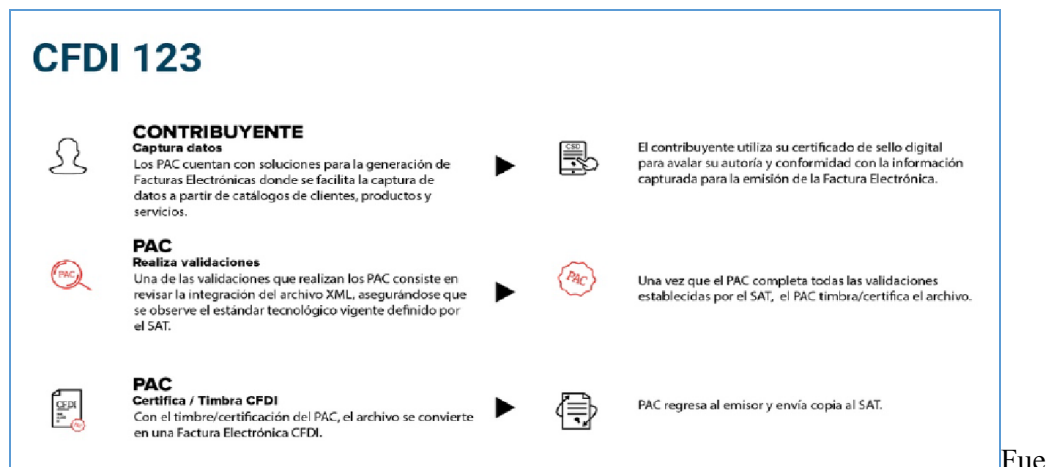 CFDI 123
CONTRIBUYENTE
Captura datos
Los PAC cuentan con soluciones para la generación de
Facturas Electrónicas donde se facilita la captura de
datos a partir de catálogos de clientes, productos y
servicios.
CSD
El contribuyente utiliza su certificado de sello digital
para avalar su autoría y conformidad con la información
capturada para la emisión de la Factura Electrónica.
PAC
PAC
Realiza validaciones
Una de las validaciones que realizan los PAC consiste en
revisar la integración del archivo XML, asegurándose que
se observe el estándar tecnológico vigente definido por
el SAT.
PAC
Una vez que el PAC completa todas las validaciones
establecidas por el SAT, el PAC timbra/certifica el archivo.
CFDI
PAC
PAC
Certifica / Timbra CFDI
Con el timbre/certificación del PAC, el archivo se convierte
en una Factura Electrónica CFDI.
PAC regresa al emisor y envía copia al SAT.
Fue